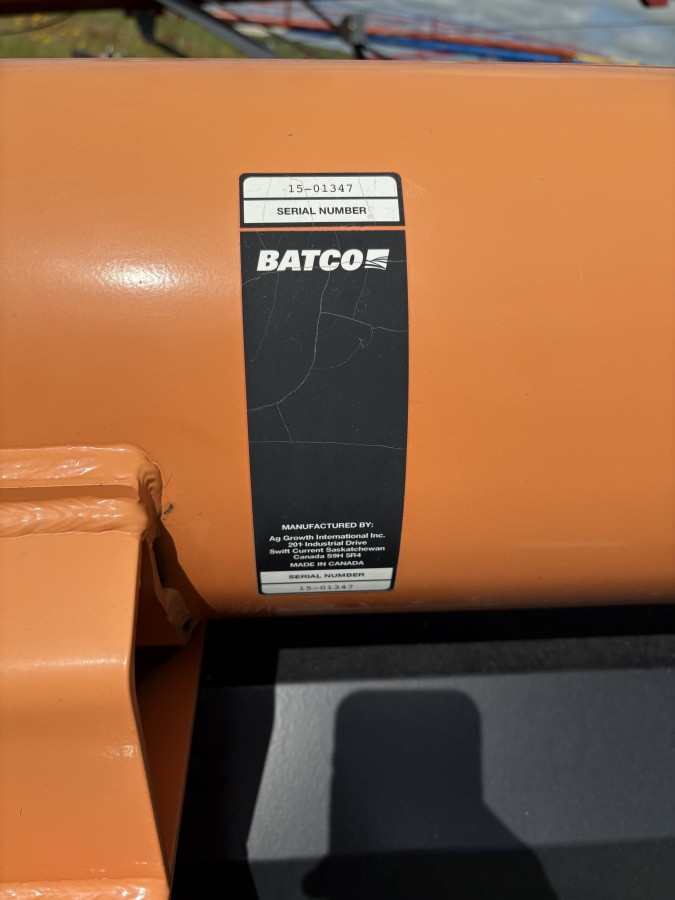 15-01347
SERIAL NUMBER
BATCO
MANUFACTURED BY:
Ag Growth International Inc.
201 Industrial Drive
Swift Current Saskatchewan
Canada S9H 5R4
MADE IN CANADA
SERIAL NUMBER
15-01347